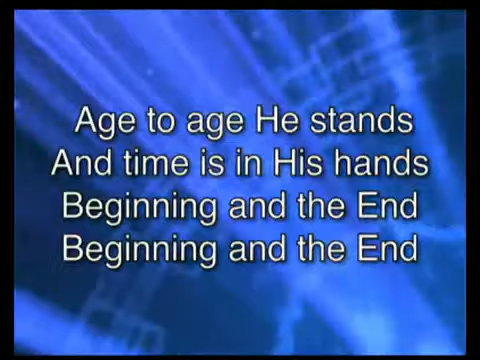 Age to age He stands
And time is in His hands
Beginning and the End
Beginning and the End